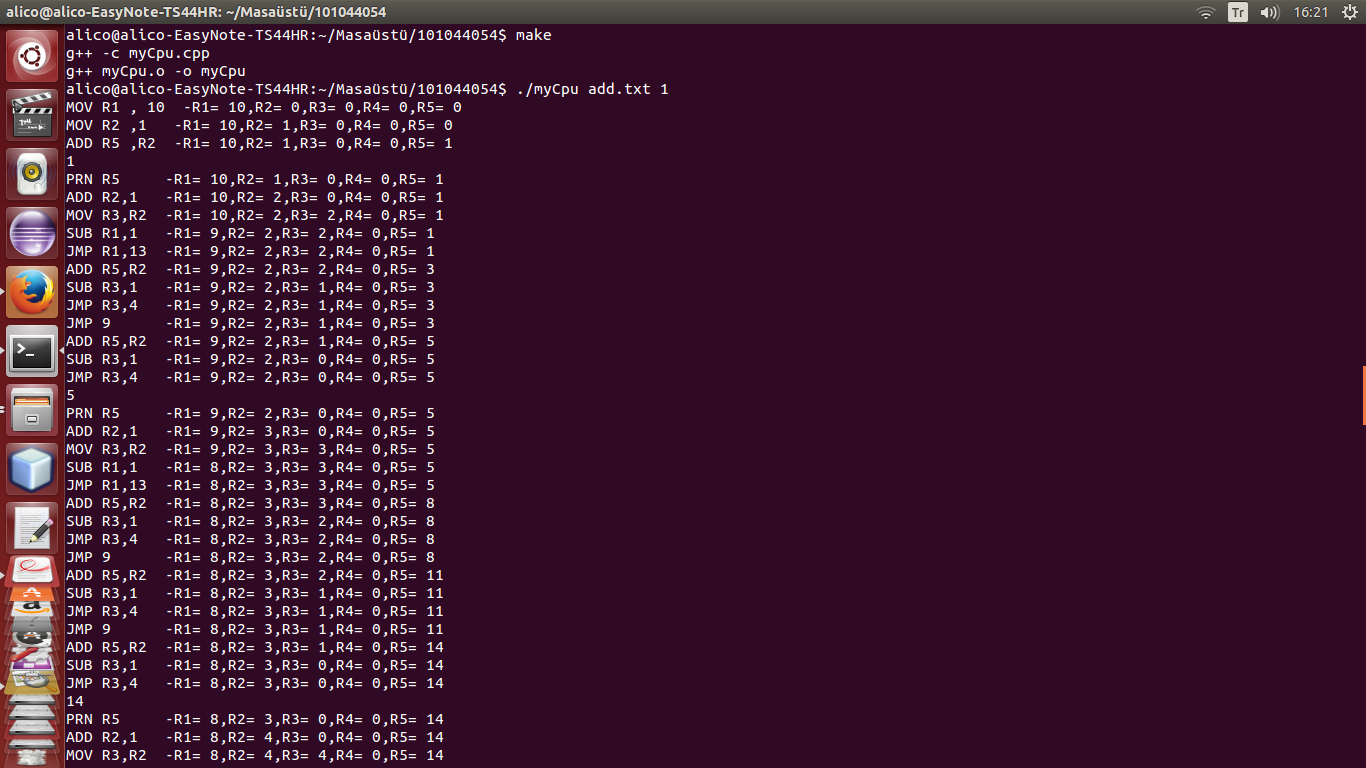 alico@alico-EasyNote-TS44HR: ~/Masaüstü/101044054
Tr
16:21
alico@alico-EasyNote-TS44HR:~/Masaüstü/101044054$ make
g++ -c myCpu.cpp
g++ myCpu.o -o myCpu
alico@alico-EasyNote-TS44HR:~/Masaüstü/101044054$ ./myCpu add.txt 1
MOV R1 , 10  -R1= 10,R2= 0,R3= 0,R4= 0,R5= 0
MOV R2 ,1   -R1= 10,R2= 1,R3= 0,R4= 0,R5= 0
ADD R5 ,R2  -R1= 10,R2= 1,R3= 0,R4= 0,R5= 1
1
PRN R5     -R1= 10,R2= 1,R3= 0,R4= 0,R5= 1
ADD R2,1   -R1= 10,R2= 2,R3= 0,R4= 0,R5= 1
MOV R3,R2  -R1= 10,R2= 2,R3= 2,R4= 0,R5= 1
SUB R1,1   -R1= 9,R2= 2,R3= 2,R4= 0,R5= 1
JMP R1,13  -R1= 9,R2= 2,R3= 2,R4= 0,R5= 1
ADD R5,R2  -R1= 9,R2= 2,R3= 2,R4= 0,R5= 3
SUB R3,1   -R1= 9,R2= 2,R3= 1,R4= 0,R5= 3
JMP R3,4   -R1= 9,R2= 2,R3= 1,R4= 0,R5= 3
JMP 9      -R1= 9,R2= 2,R3= 1,R4= 0,R5= 3
ADD R5,R2  -R1= 9,R2= 2,R3= 1,R4= 0,R5= 5
SUB R3,1   -R1= 9,R2= 2,R3= 0,R4= 0,R5= 5
JMP R3,4   -R1= 9,R2= 2,R3= 0,R4= 0,R5= 5
5
PRN R5     -R1= 9,R2= 2,R3= 0,R4= 0,R5= 5
ADD R2,1   -R1= 9,R2= 3,R3= 0,R4= 0,R5= 5
MOV R3,R2  -R1= 9,R2= 3,R3= 3,R4= 0,R5= 5
SUB R1,1   -R1= 8,R2= 3,R3= 3,R4= 0,R5= 5
JMP R1,13  -R1= 8,R2= 3,R3= 3,R4= 0,R5= 5
ADD R5,R2  -R1= 8,R2= 3,R3= 3,R4= 0,R5= 8
SUB R3,1   -R1= 8,R2= 3,R3= 2,R4= 0,R5= 8
JMP R3,4   -R1= 8,R2= 3,R3= 2,R4= 0,R5= 8
JMP 9      -R1= 8,R2= 3,R3= 2,R4= 0,R5= 8
ADD R5,R2  -R1= 8,R2= 3,R3= 2,R4= 0,R5= 11
SUB R3,1   -R1= 8,R2= 3,R3= 1,R4= 0,R5= 11
JMP R3,4   -R1= 8,R2= 3,R3= 1,R4= 0,R5= 11
JMP 9      -R1= 8,R2= 3,R3= 1,R4= 0,R5= 11
ADD R5,R2  -R1= 8,R2= 3,R3= 1,R4= 0,R5= 14
SUB R3,1   -R1= 8,R2= 3,R3= 0,R4= 0,R5= 14
JMP R3,4   -R1= 8,R2= 3,R3= 0,R4= 0,R5= 14
14
PRN R5     -R1= 8,R2= 3,R3= 0,R4= 0,R5= 14
ADD R2,1   -R1= 8,R2= 4,R3= 0,R4= 0,R5= 14
MOV R3,R2  -R1= 8,R2= 4,R3= 4,R4= 0,R5= 14